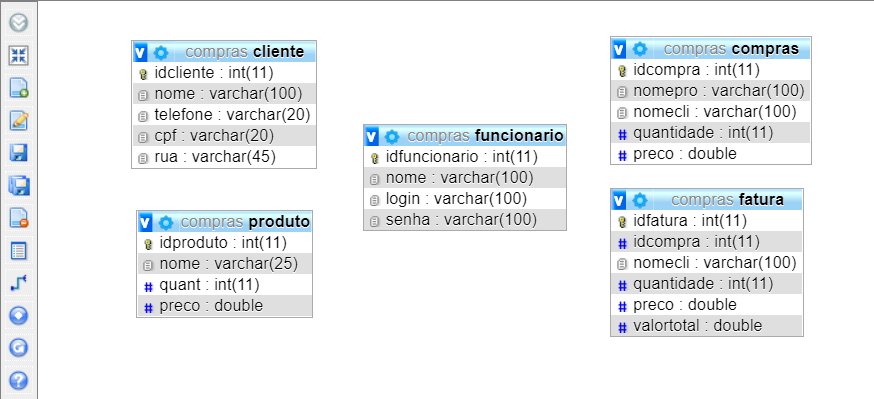 compras cliente
idcliente : int(11)
nome : varchar(100)
telefone : varchar(20)
cpf : varchar(20)
rua : varchar(45)
compras produto
idproduto : int(11)
nome : varchar(25)
quant : int(11)
preco : double
compras funcionario
idfuncionario : int(11)
nome : varchar(100)
login : varchar(100)
senha : varchar(100)
compras compras
idcompra : int(11)
nomepro : varchar(100)
nomecli : varchar(100)
quantidade : int(11)
preco : double
compras fatura
idfatura : int(11)
idcompra : int(11)
nomecli : varchar(100)
quantidade : int(11)
preco : double
valortotal : double